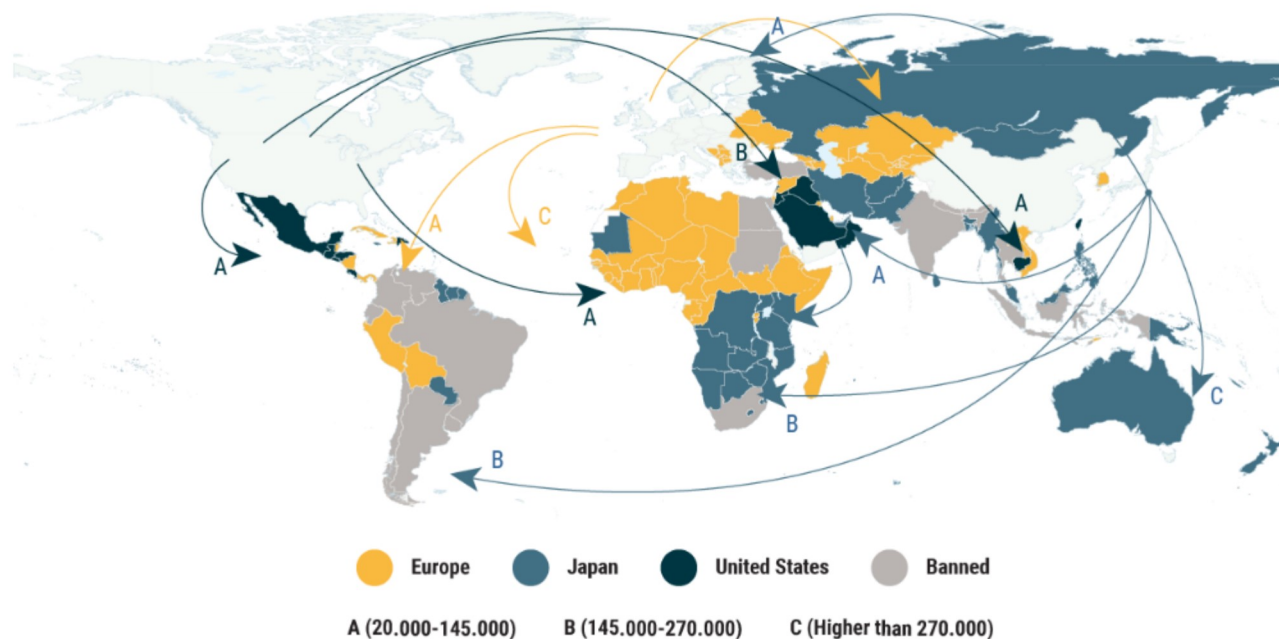 A
B
A
A
C
A
A
A
C
B
B
Europe
Japan
United States
Banned
A (20.000-145.000)
B (145.000-270.000)
C (Higher than 270.000)